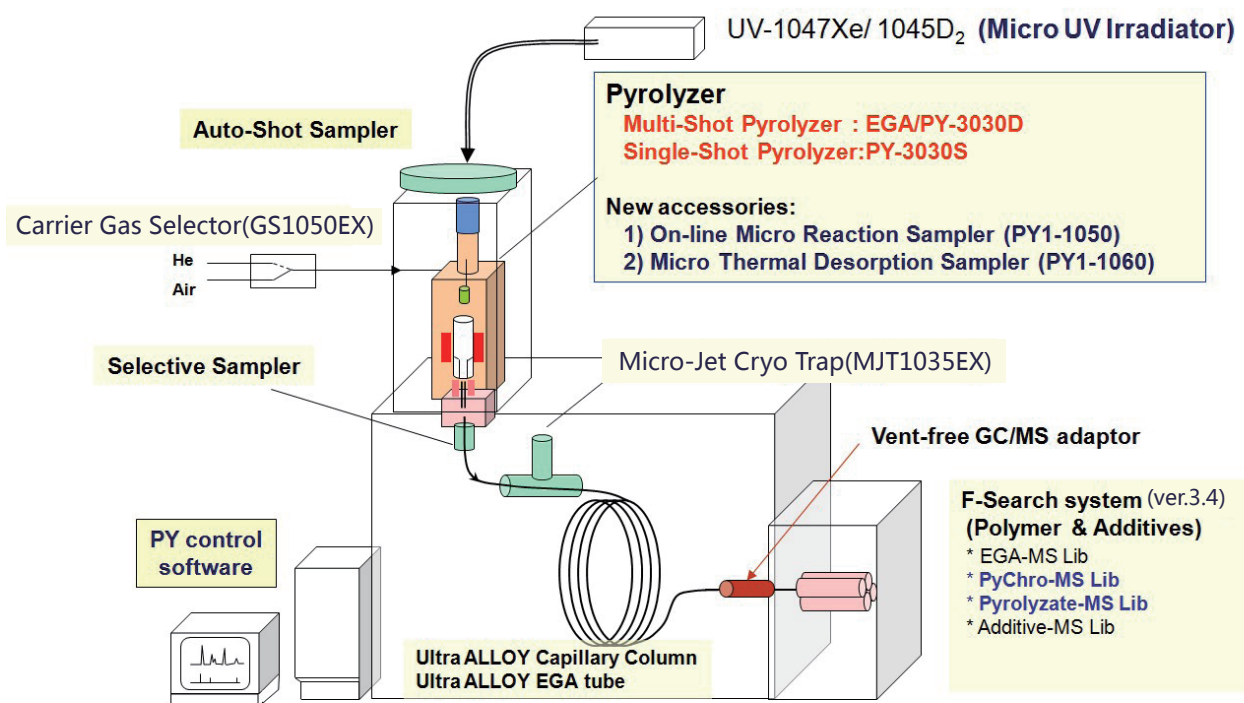 UV-1047Xe/ 1045D₂ (Micro UV Irradiator)
Pyrolyzer
Multi-Shot Pyrolyzer : EGA/PY-3030D
Single-Shot Pyrolyzer:PY-3030S
New accessories:
1) On-line Micro Reaction Sampler (PY1-1050)
2) Micro Thermal Desorption Sampler (PY1-1060)
Auto-Shot Sampler
Carrier Gas Selector(GS1050EX)
He
Air
Selective Sampler
Micro-Jet Cryo Trap(MJT1035EX)
Vent-free GC/MS adaptor
F-Search system (ver.3.4)
(Polymer & Additives)
* EGA-MS Lib
* PyChro-MS Lib
* Pyrolyzate-MS Lib
* Additive-MS Lib
PY control
software
Ultra ALLOY Capillary Column
Ultra ALLOY EGA tube